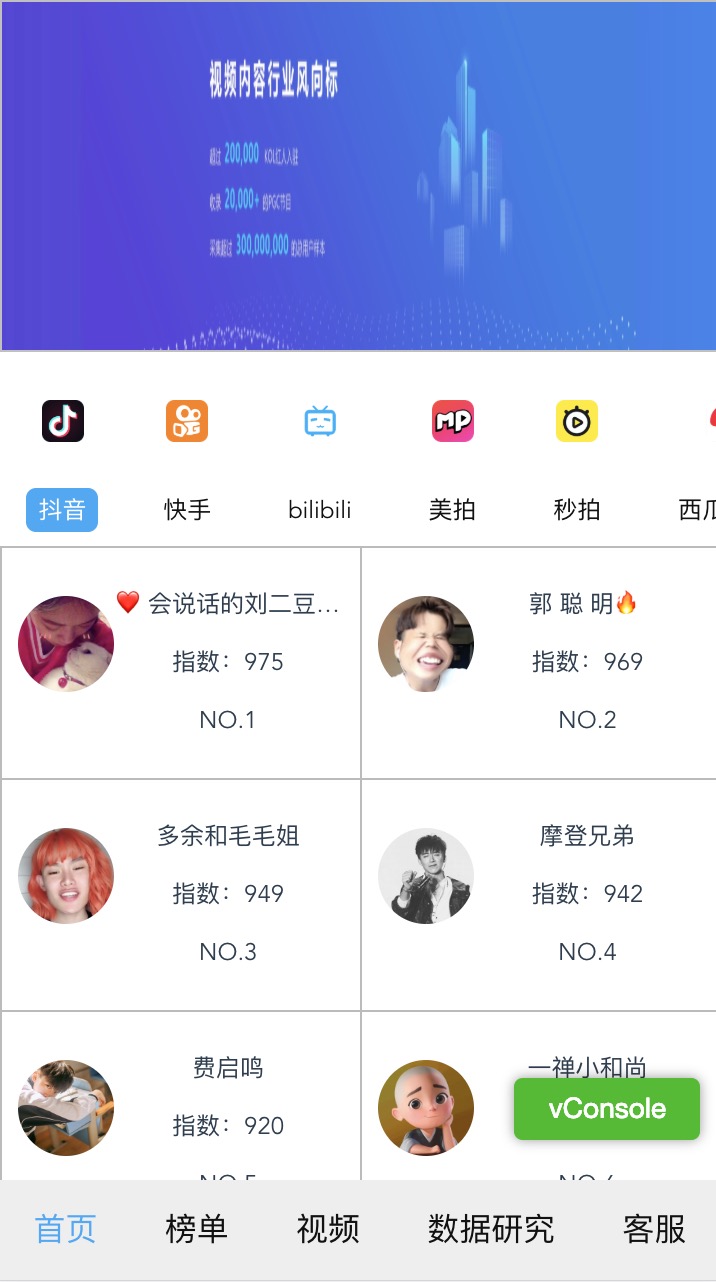 视频内容行业风向标
超过 200,000 KOL红人入驻
收录 20,000+ 的PGC节目
采集超过 300,000,000 的动用户样本
MP
抖音 快手 bilibili 美拍 秒拍 西瓜
❤️ 会说话的刘二豆…
指数：975
NO.1
郭 聪 明🔥
指数：969
NO.2
多余和毛毛姐
指数：949
NO.3
摩登兄弟
指数：942
NO.4
费启鸣
指数：920
NO.5
一禅小和尚
NO.6
vConsole
首页 榜单 视频 数据研究 客服